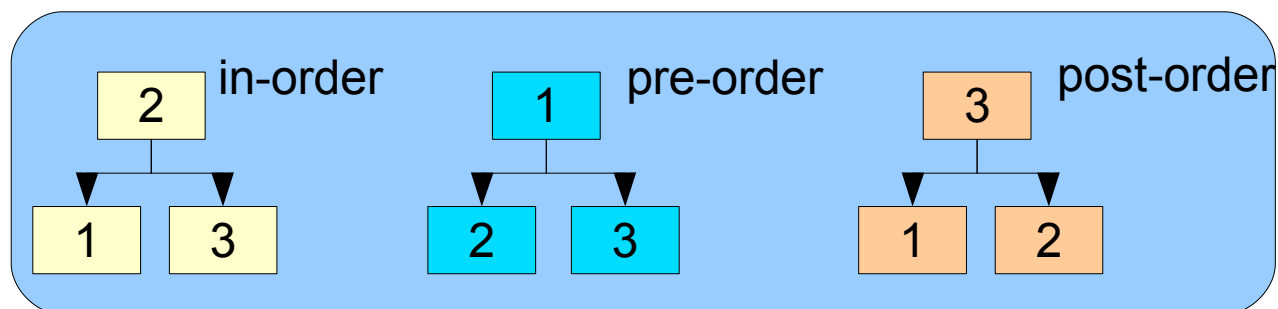 2 in-order
1 3
1 pre-order
2 3
3 post-order
1 2